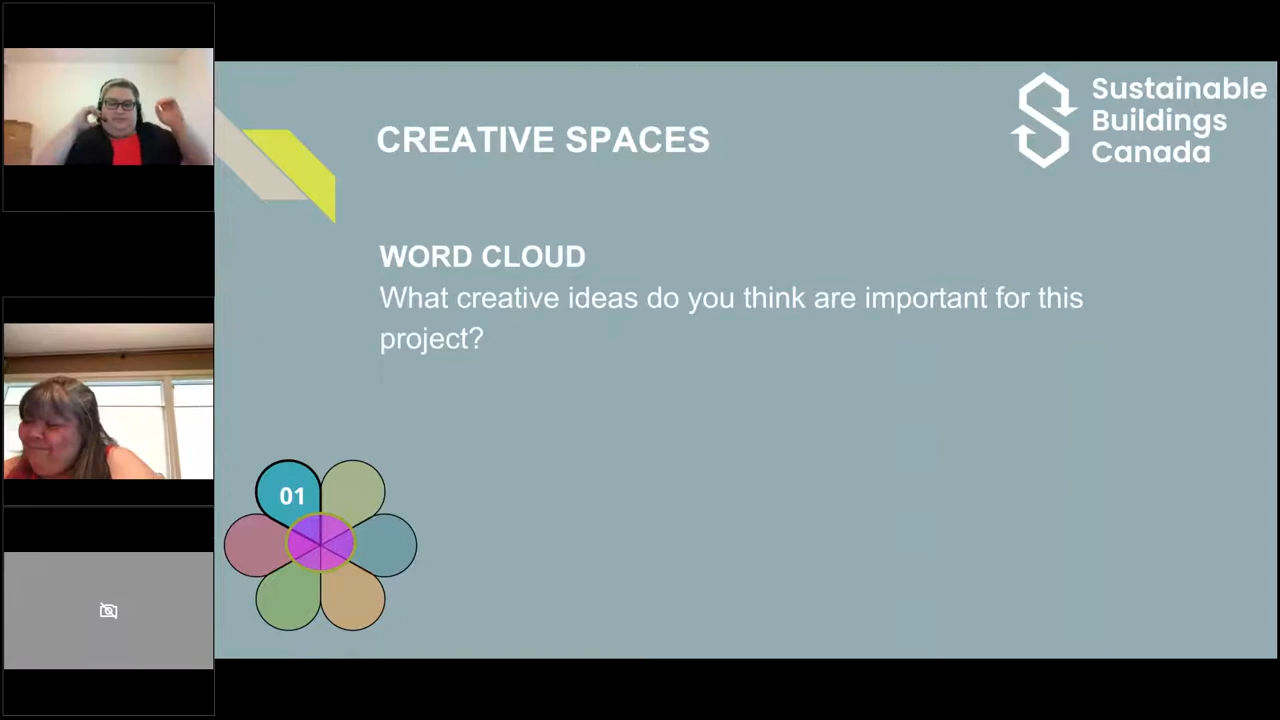 CREATIVE SPACES
Sustainable
Buildings
Canada
WORD CLOUD
What creative ideas do you think are important for this
project?
01